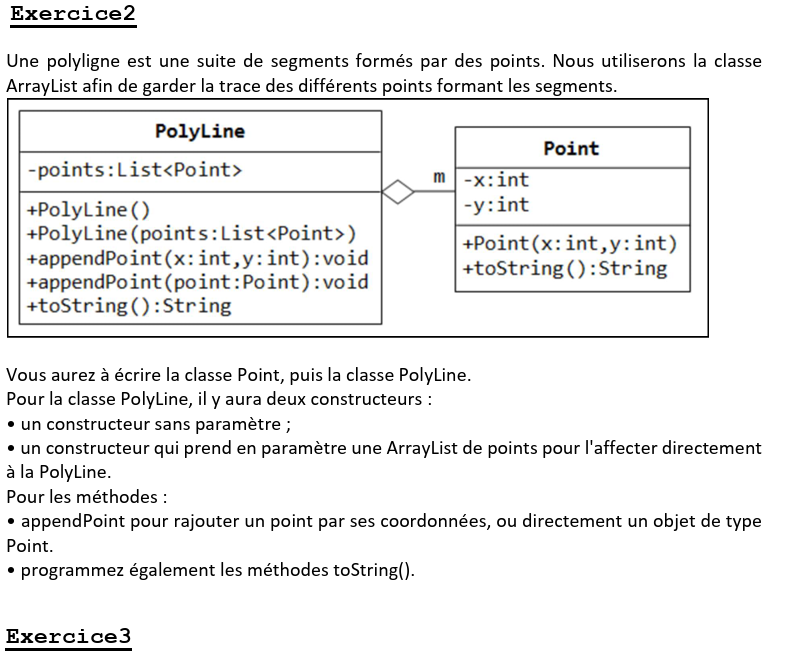 Exercice2
Une polyligne est une suite de segments formés par des points. Nous utiliserons la classe
ArrayList afin de garder la trace des différents points formant les segments.
PolyLine
-points:List<Point>
+PolyLine()
+PolyLine(points:List<Point>)
+appendPoint(x:int,y:int):void
+appendPoint(point:Point):void
+toString():String
m
Point
-x:int
-y:int
+Point(x:int,y:int)
+toString():String
Vous aurez à écrire la classe Point, puis la classe PolyLine.
Pour la classe PolyLine, il y aura deux constructeurs :
• un constructeur sans paramètre ;
• un constructeur qui prend en paramètre une ArrayList de points pour l'affecter directement
à la PolyLine.
Pour les méthodes :
• appendPoint pour rajouter un point par ses coordonnées, ou directement un objet de type
Point.
• programmez également les méthodes toString().
Exercice3